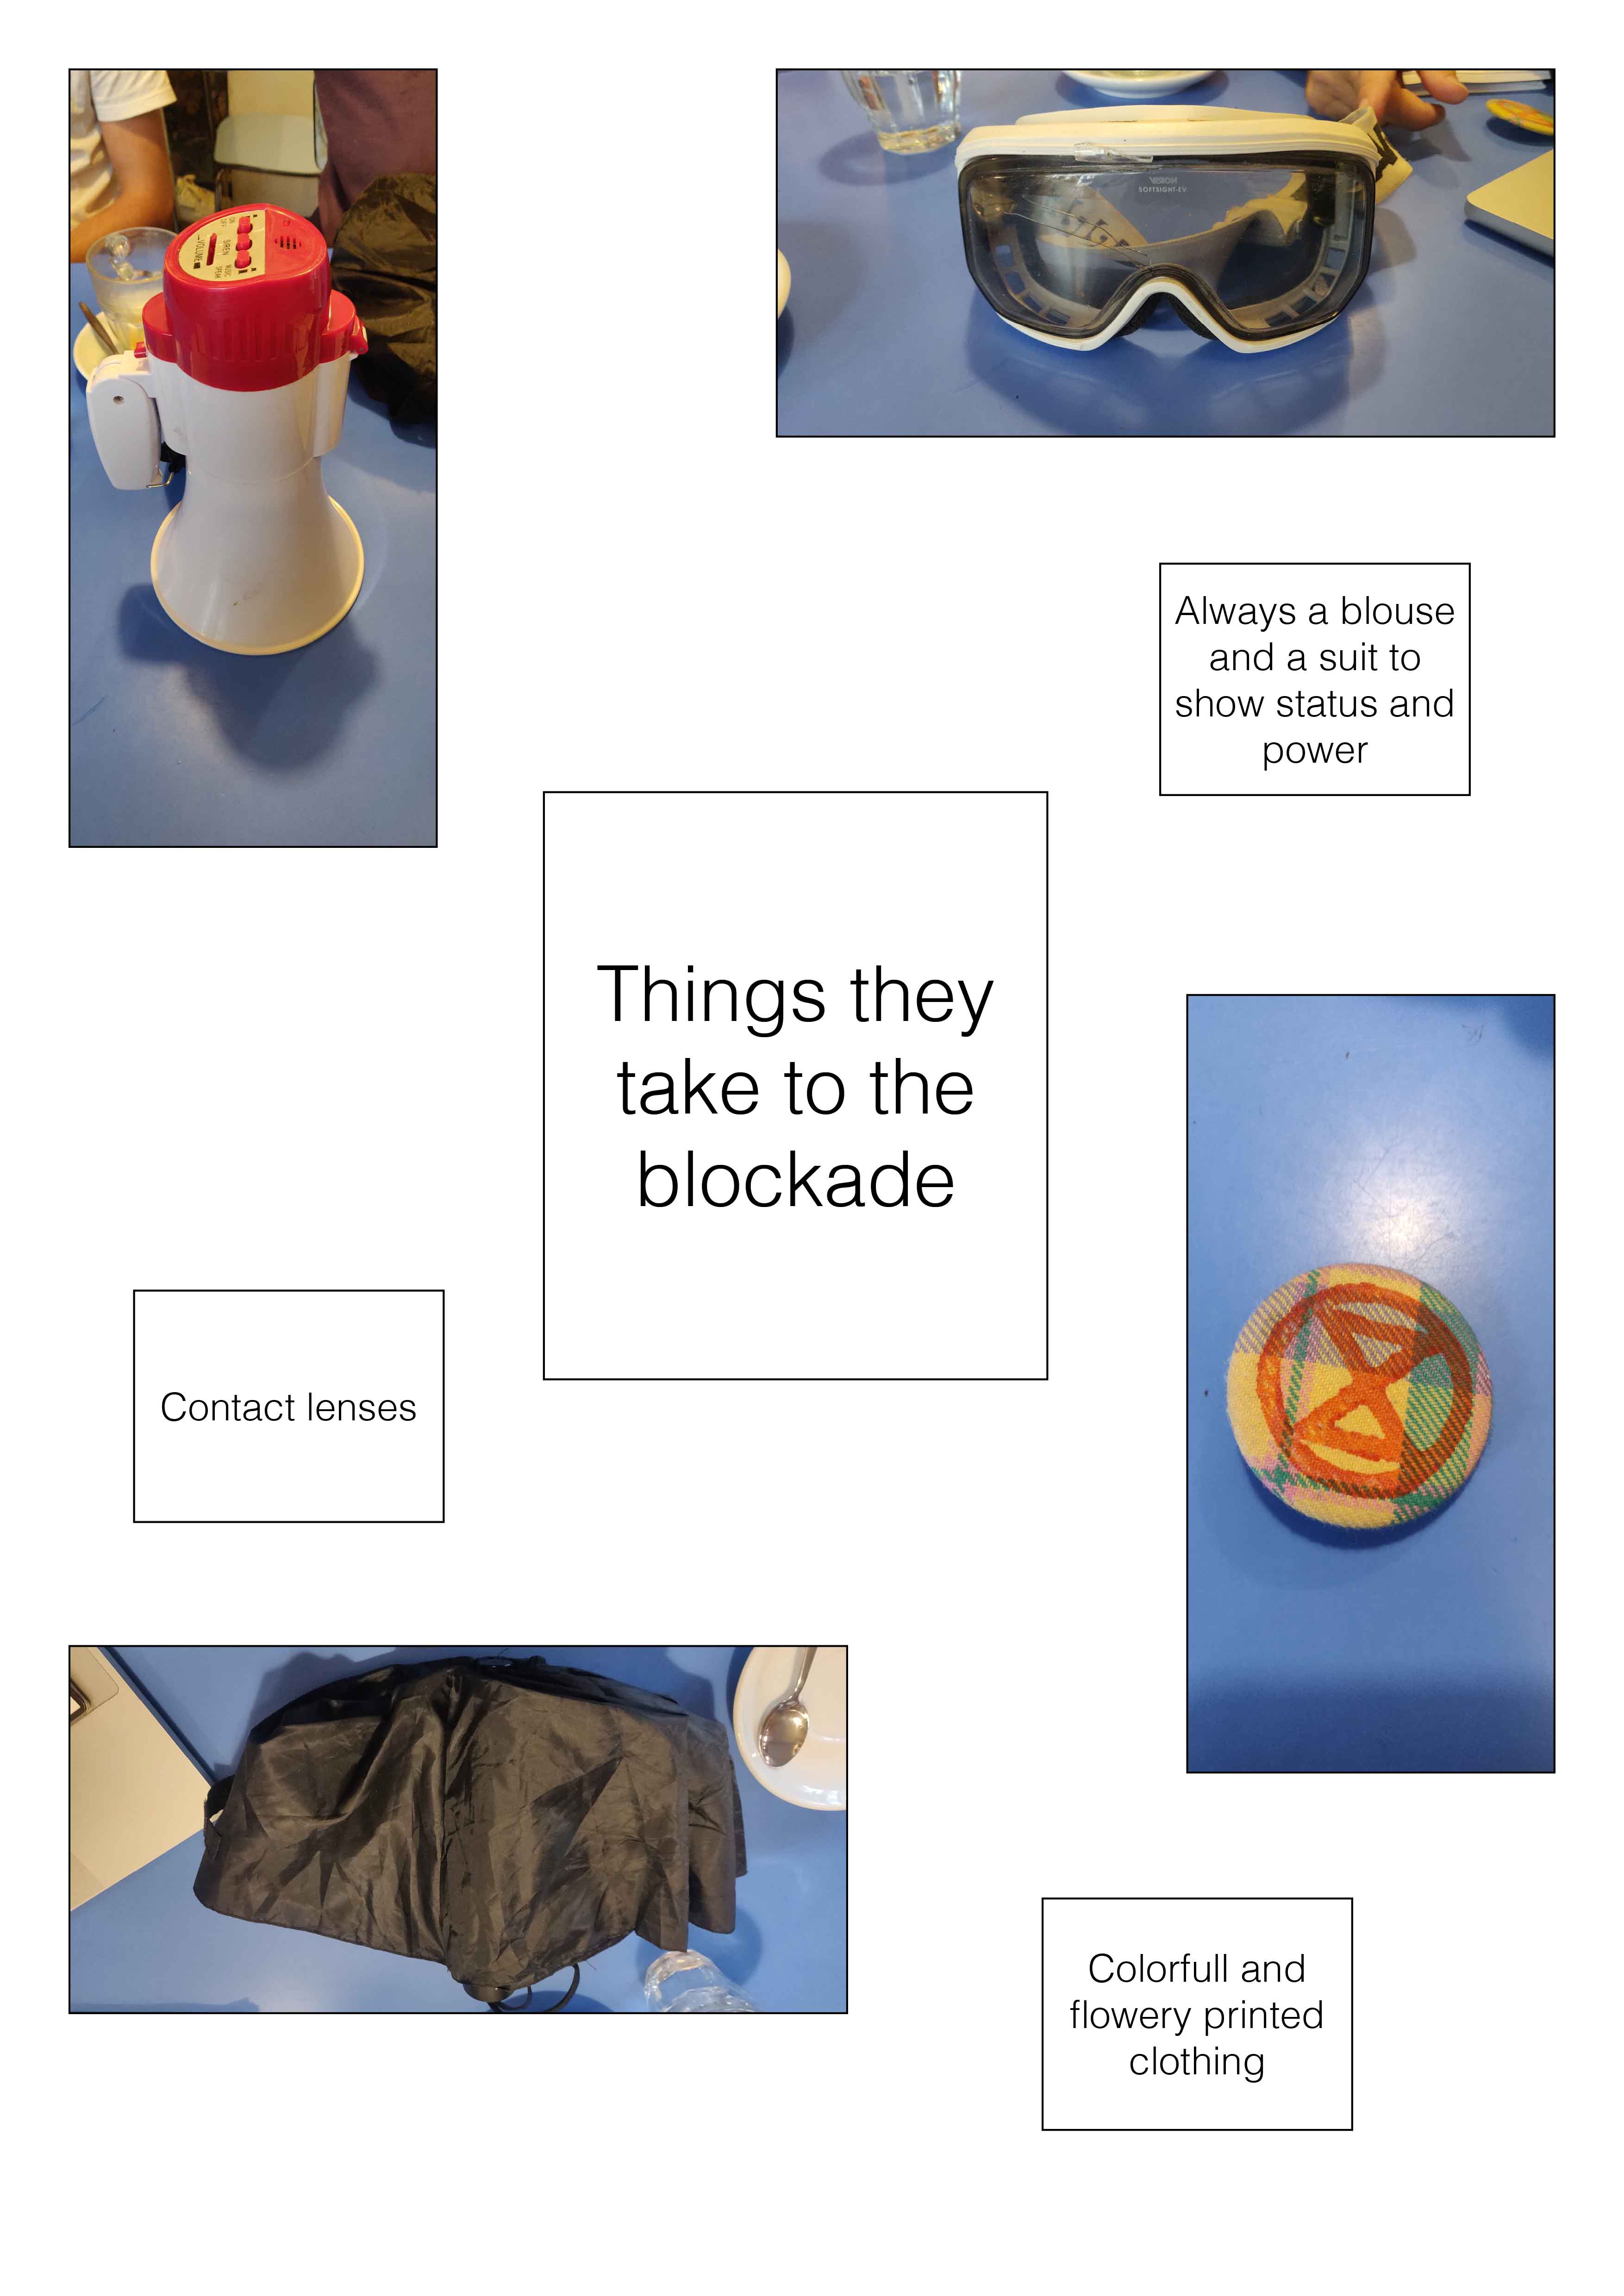 VISION
SOFTSIGHT-EV
Always a blouse
and a suit to
show status and
power
Things they
take to the
blockade
Contact lenses
Colorfull and
flowery printed
clothing
VOLUME
SIREN